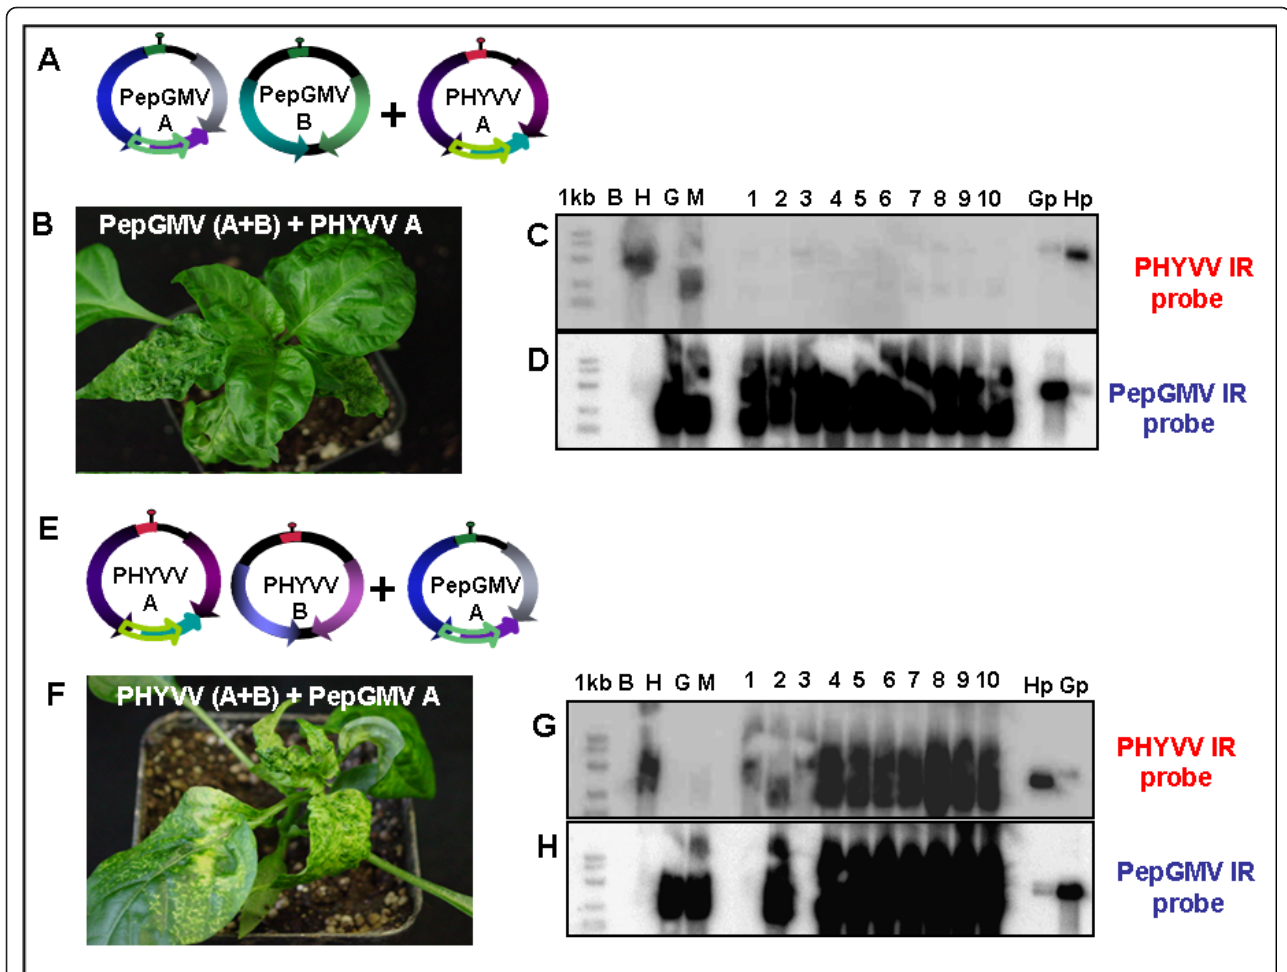 A
PepGMV
A
PepGMV
B
+
PHYVV
A
B
PepGMV (A+B) + PHYVV A
1kb B H G M 1 2 3 4 5 6 7 8 9 10 Gp Hp
C
PHYVV IR
probe
D
PepGMV IR
probe
E
PHYVV
A
PHYVV
B
+
PepGMV
A
F
PHYVV (A+B) + PepGMV A
1kb B H G M 1 2 3 4 5 6 7 8 9 10 Hp Gp
G
PHYVV IR
probe
H
PepGMV IR
probe